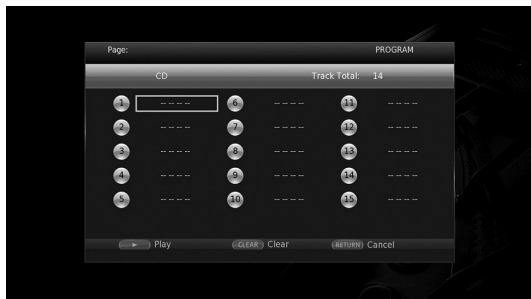 Page: PROGRAM
CD Track Total: 14
1 ---- 6 ---- 11 ----
2 ---- 7 ---- 12 ----
3 ---- 8 ---- 13 ----
4 ---- 9 ---- 14 ----
5 ---- 10 ---- 15 ----
► Play CLEAR Clear RETURN Cancel